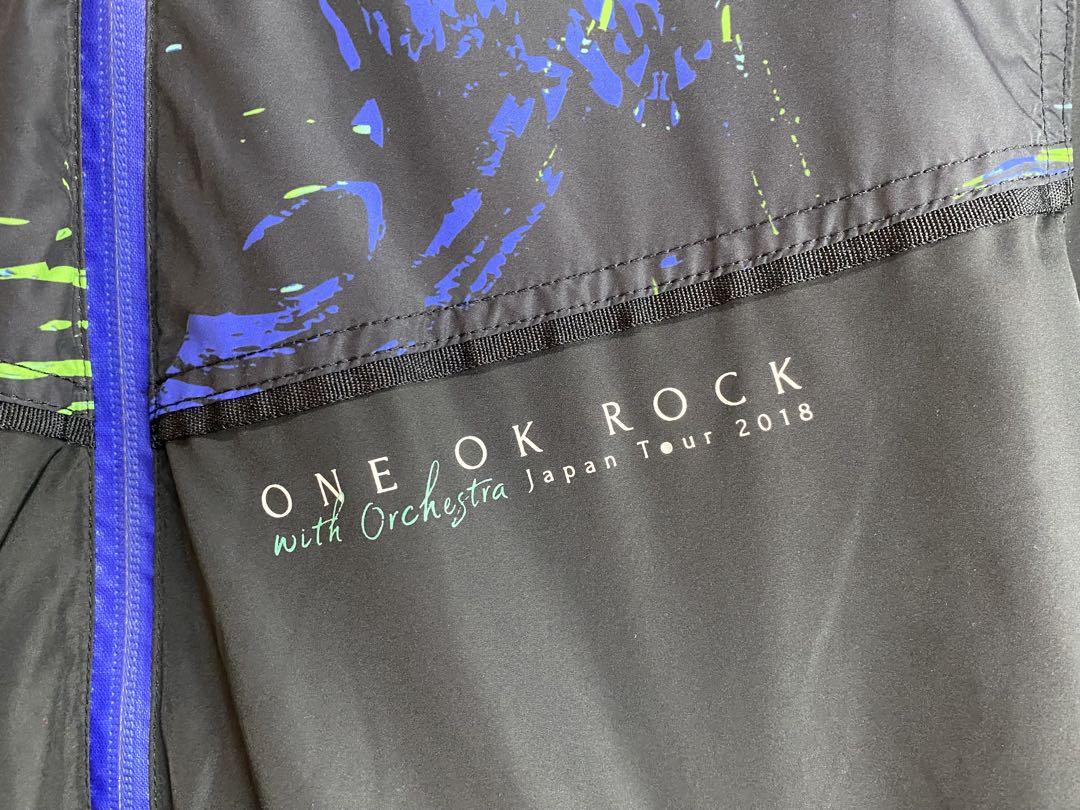 ONE OK ROCK
with Orchestra Japan Tour 2018